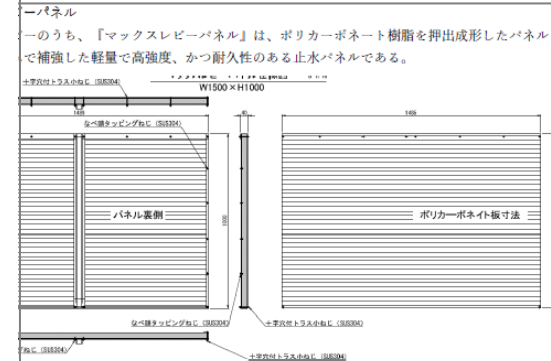 ーパネル
ーのうち、『マックスレビーパネル』は、ポリカーボネート樹脂を押出成形したパネル
で補強した軽量で高強度、かつ耐久性のある止水パネルである。
W1500×H1000
十字穴付トラス小ねじ（SUS304）
1485
なべ頭タッピングねじ（SUS304）
40
1485
パネル裏側
1000
ポリカーボネイト板寸法
なべ頭タッピングねじ（SUS304）
十字穴付トラス小ねじ（SUS304）
ねじ（SUS304）
十字穴付トラス小ねじ（SUS304）